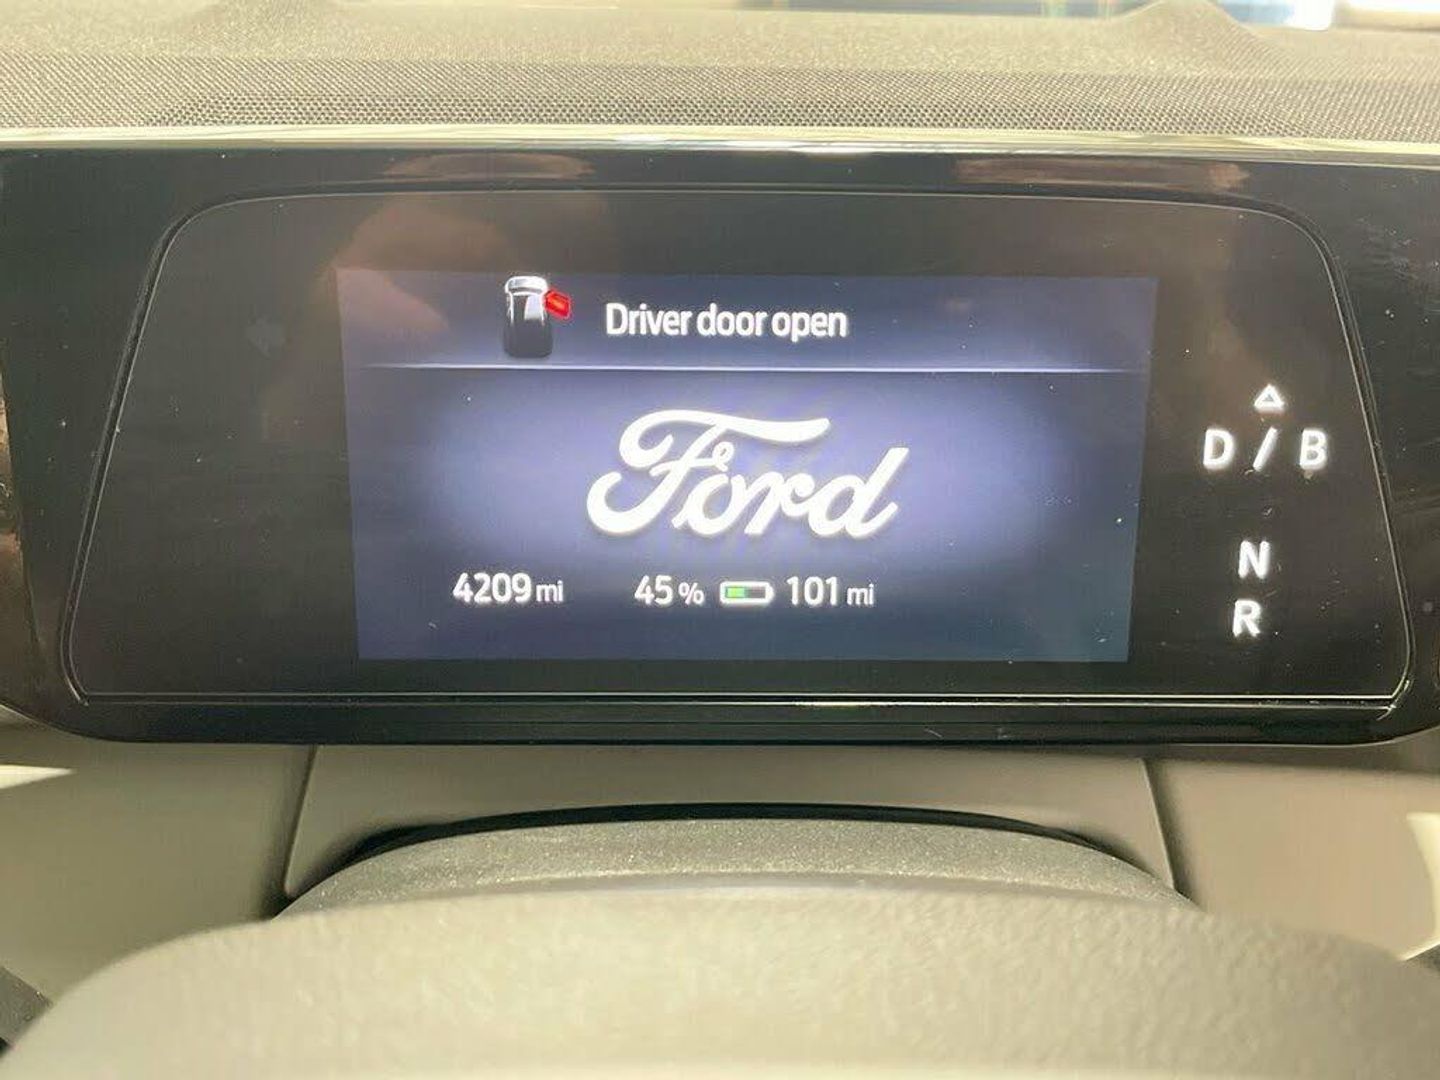 Driver door open
Ford
4209 mi 45 % 101 mi
D / B
N
R